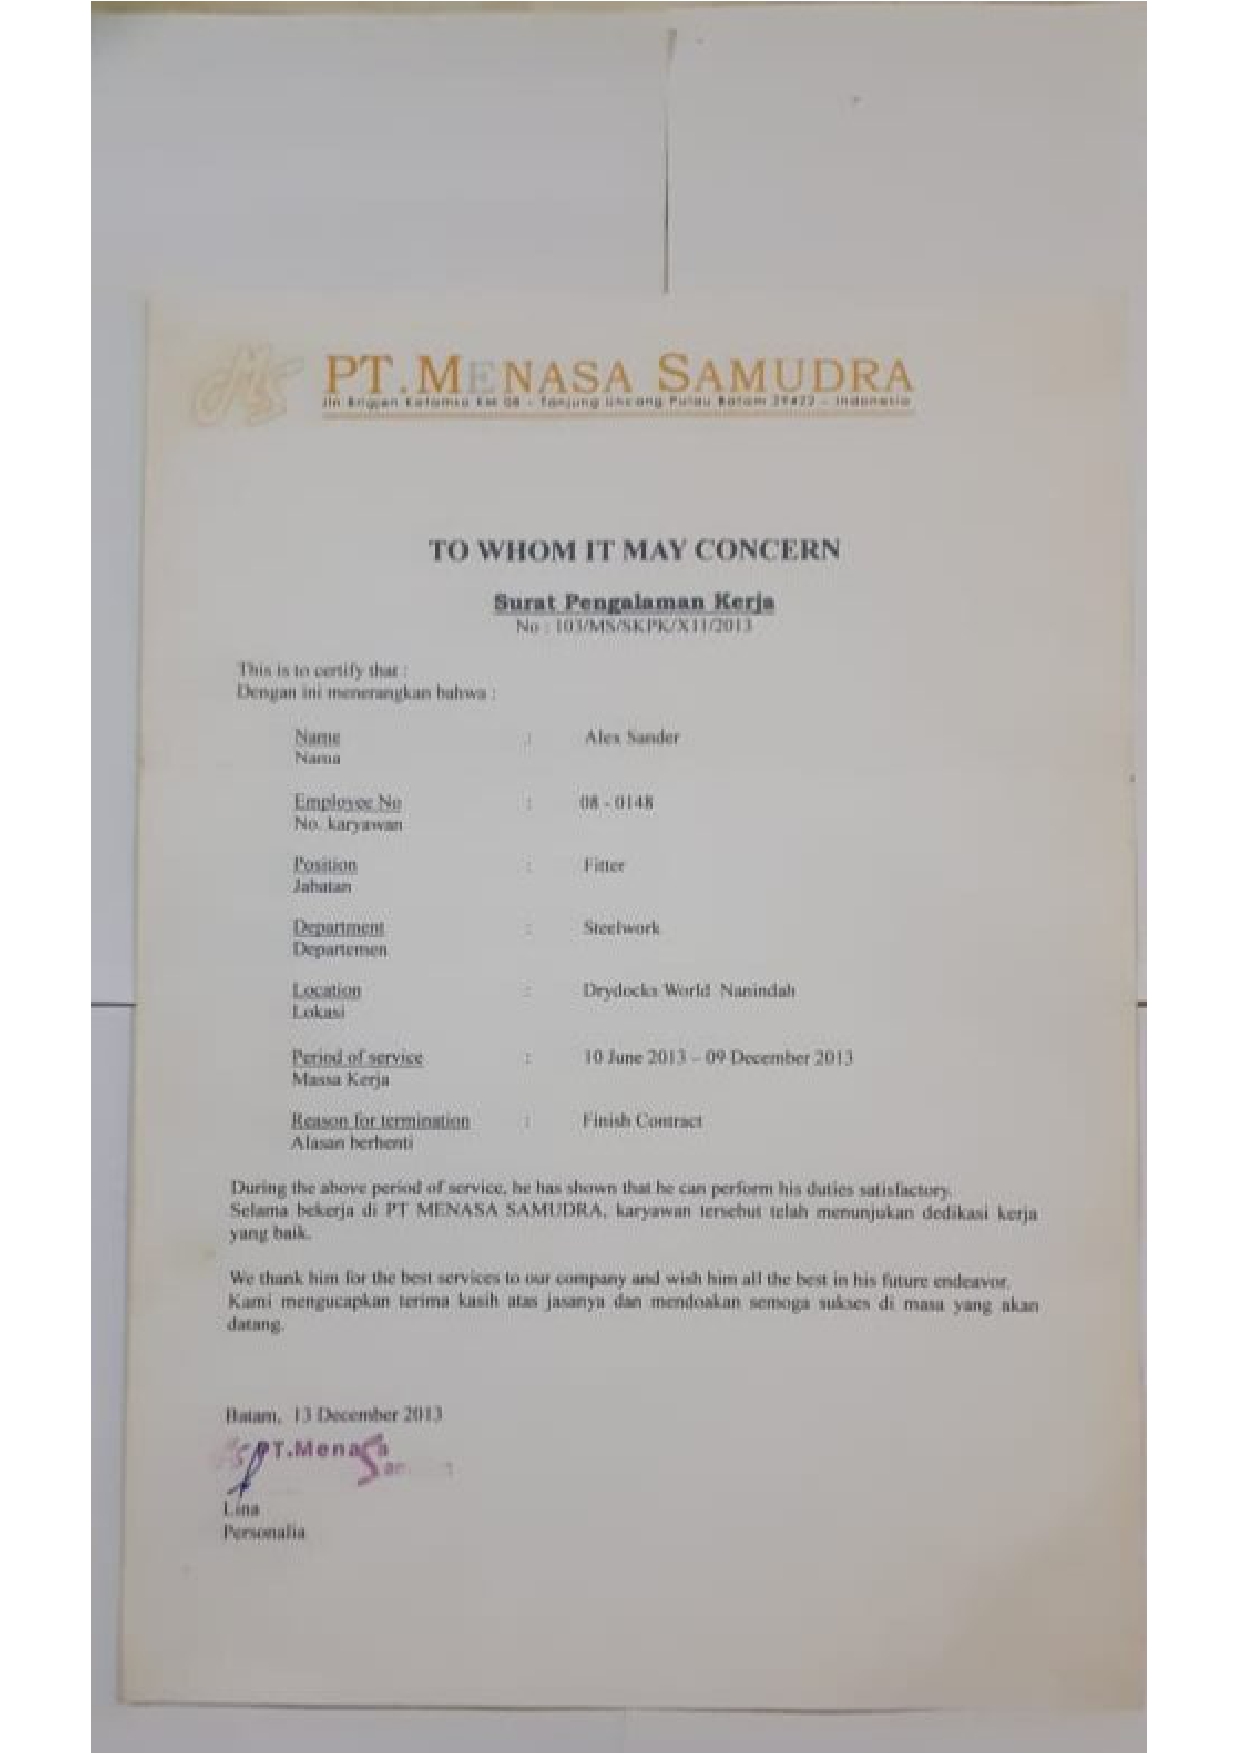 PT. MENASA SAMUDRA
Jln Brigjen Katamso KM 08 - Tanjung Uncang Pulau Batam 29422 - Indonesia
TO WHOM IT MAY CONCERN
Surat Pengalaman Kerja
No : 103/MS/SKPK/XII/2013
This is to certify that :
Dengan ini menerangkan bahwa :
Name : Alex Sander
Nama
Employee No : 08 - 0148
No. karyawan
Position : Fitter
Jabatan
Department : Steelwork
Departemen
Location : Drydocks World Nanindah
Lokasi
Period of service : 10 June 2013 – 09 December 2013
Massa Kerja
Reason for termination : Finish Contract
Alasan berhenti
During the above period of service, he has shown that he can perform his duties satisfactory.
Selama bekerja di PT MENASA SAMUDRA, karyawan tersebut telah menunjukan dedikasi kerja
yang baik.
We thank him for the best services to our company and wish him all the best in his future endeavor.
Kami mengucapkan terima kasih atas jasanya dan mendoakan semoga sukses di masa yang akan
datang.
Batam, 13 December 2013
PT.Menasa
Lina
Personalia